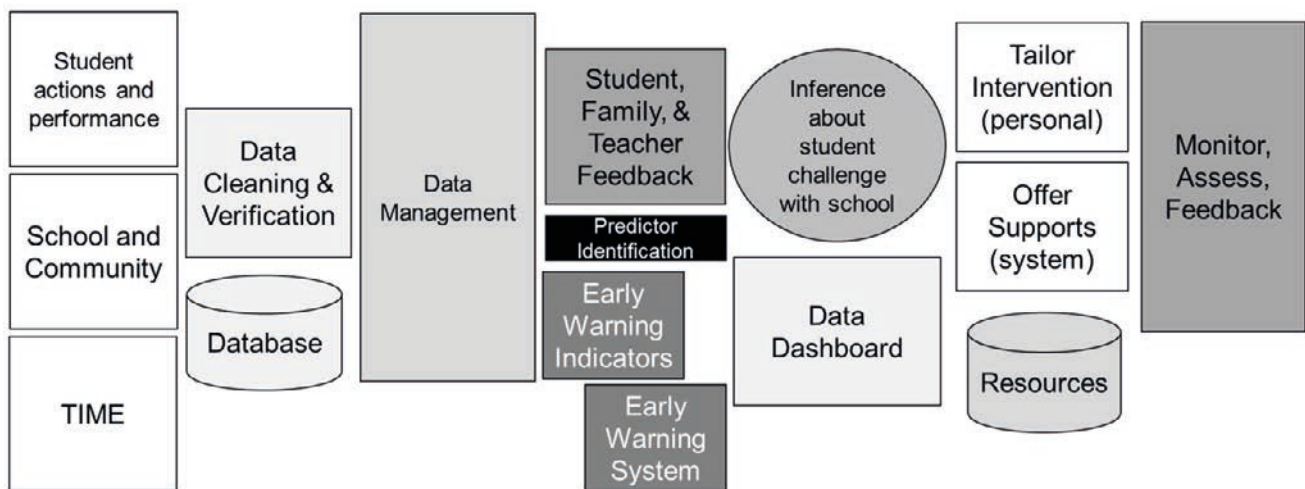 Student
actions and
performance
School and
Community
TIME
Data
Cleaning &
Verification
Database
Data
Management
Student,
Family, &
Teacher
Feedback
Predictor
Identification
Early
Warning
Indicators
Early
Warning
System
Inference
about
student
challenge
with school
Data
Dashboard
Tailor
Intervention
(personal)
Offer
Supports
(system)
Resources
Monitor,
Assess,
Feedback